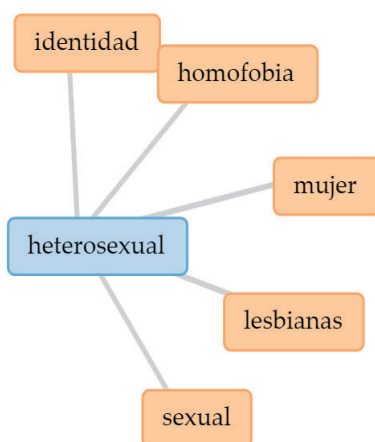 identidad
homofobia
mujer
heterosexual
lesbianas
sexual